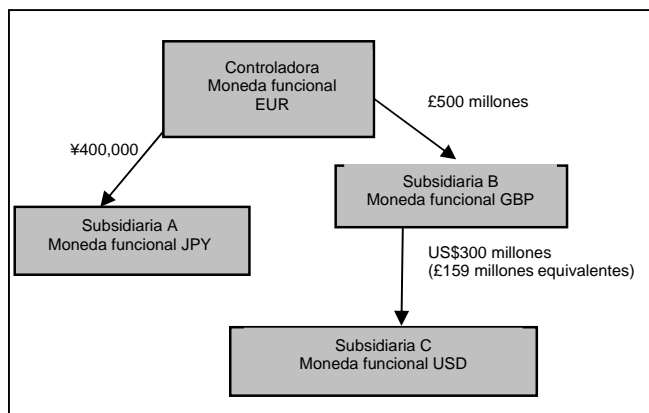 Controladora
Moneda funcional
EUR
£500 millones
¥400,000
Subsidiaria A
Moneda funcional JPY
Subsidiaria B
Moneda funcional GBP
US$300 millones
(£159 millones equivalentes)
Subsidiaria C
Moneda funcional USD